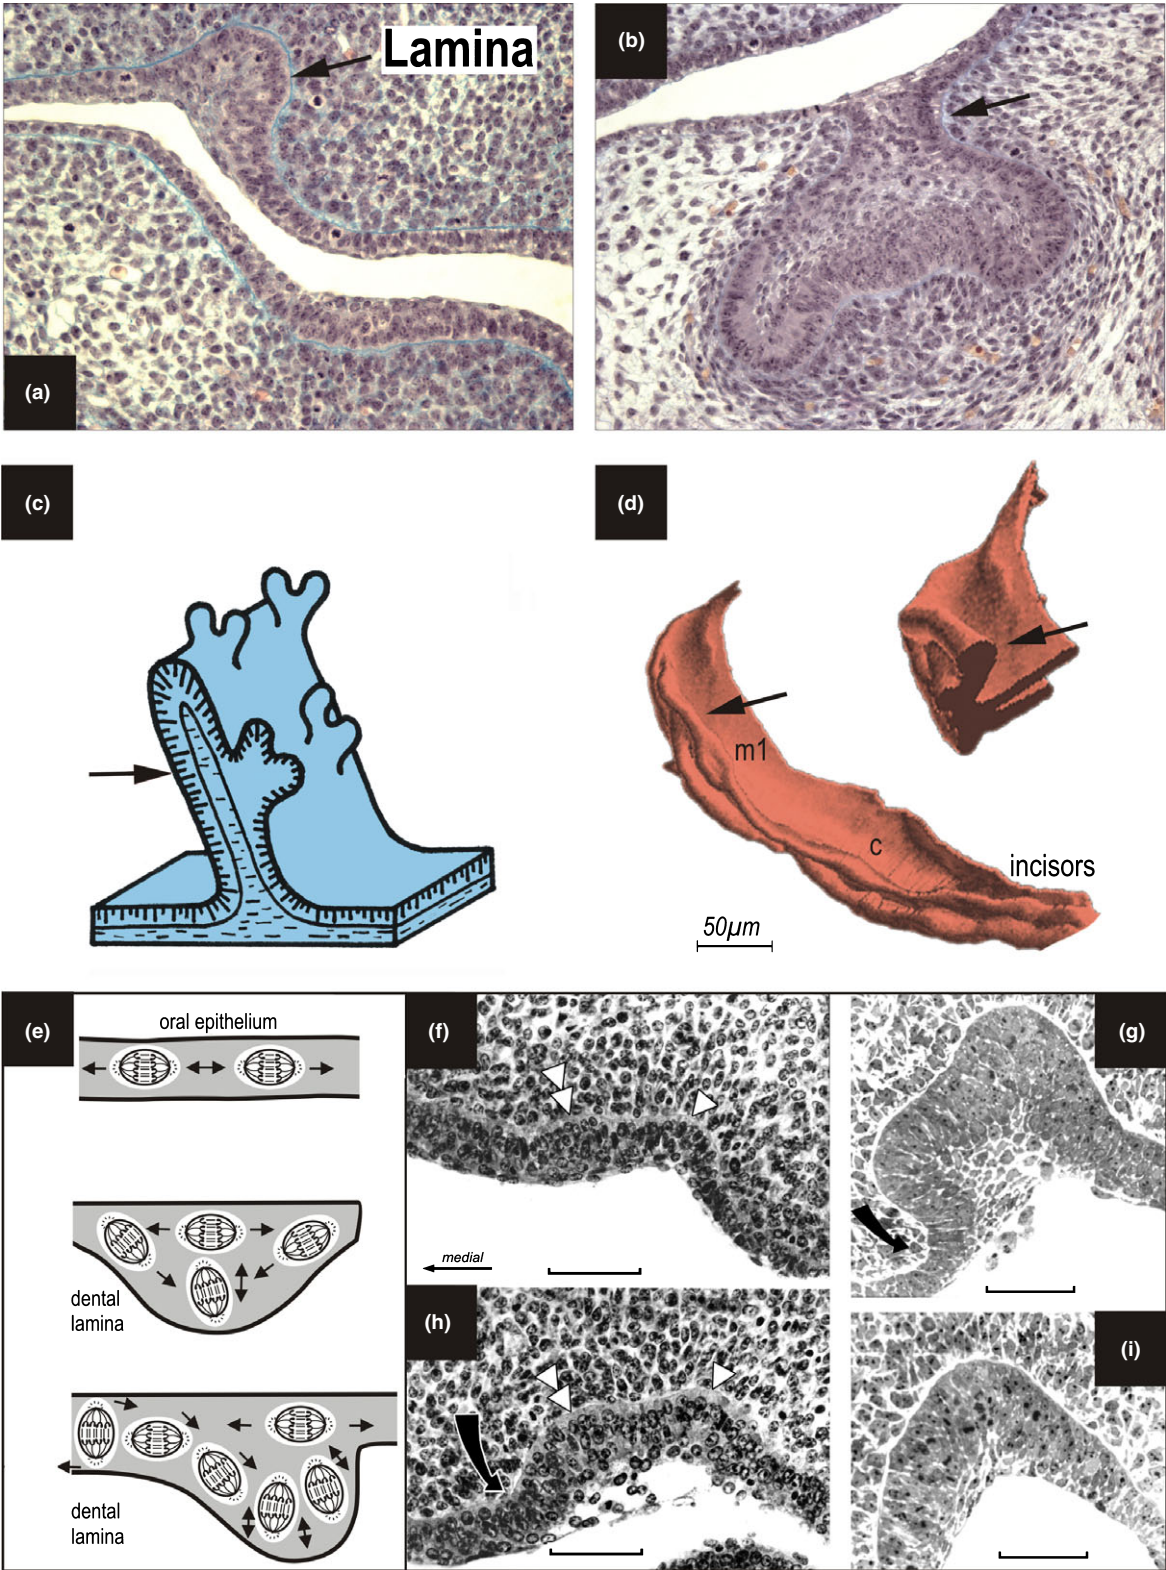 Lamina
(a)
(b)
(c)
(d)
m1
c
incisors
50µm
(e)
oral epithelium
dental
lamina
dental
lamina
(f)
medial
(g)
(h)
(i)